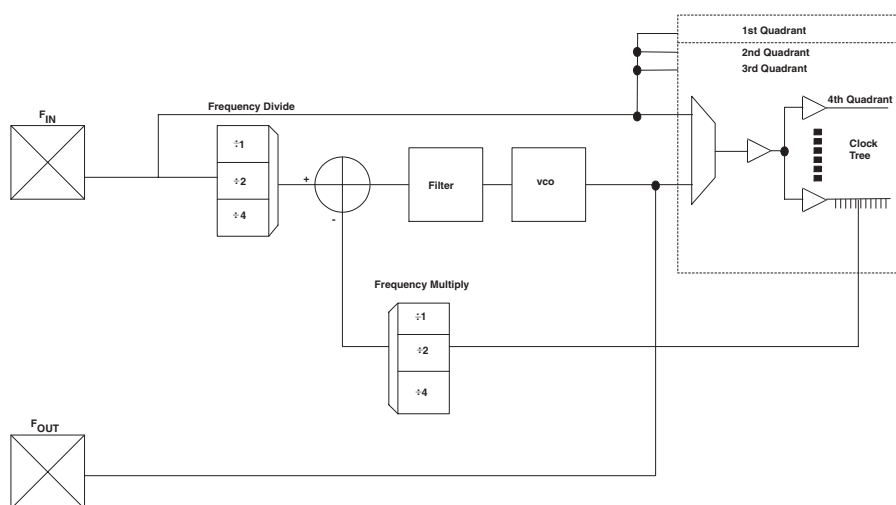 1st Quadrant
2nd Quadrant
3rd Quadrant
4th Quadrant
Clock
Tree
FIN
Frequency Divide
÷1
÷2
÷4
+
-
Filter
vco
Frequency Multiply
÷1
÷2
÷4
FOUT